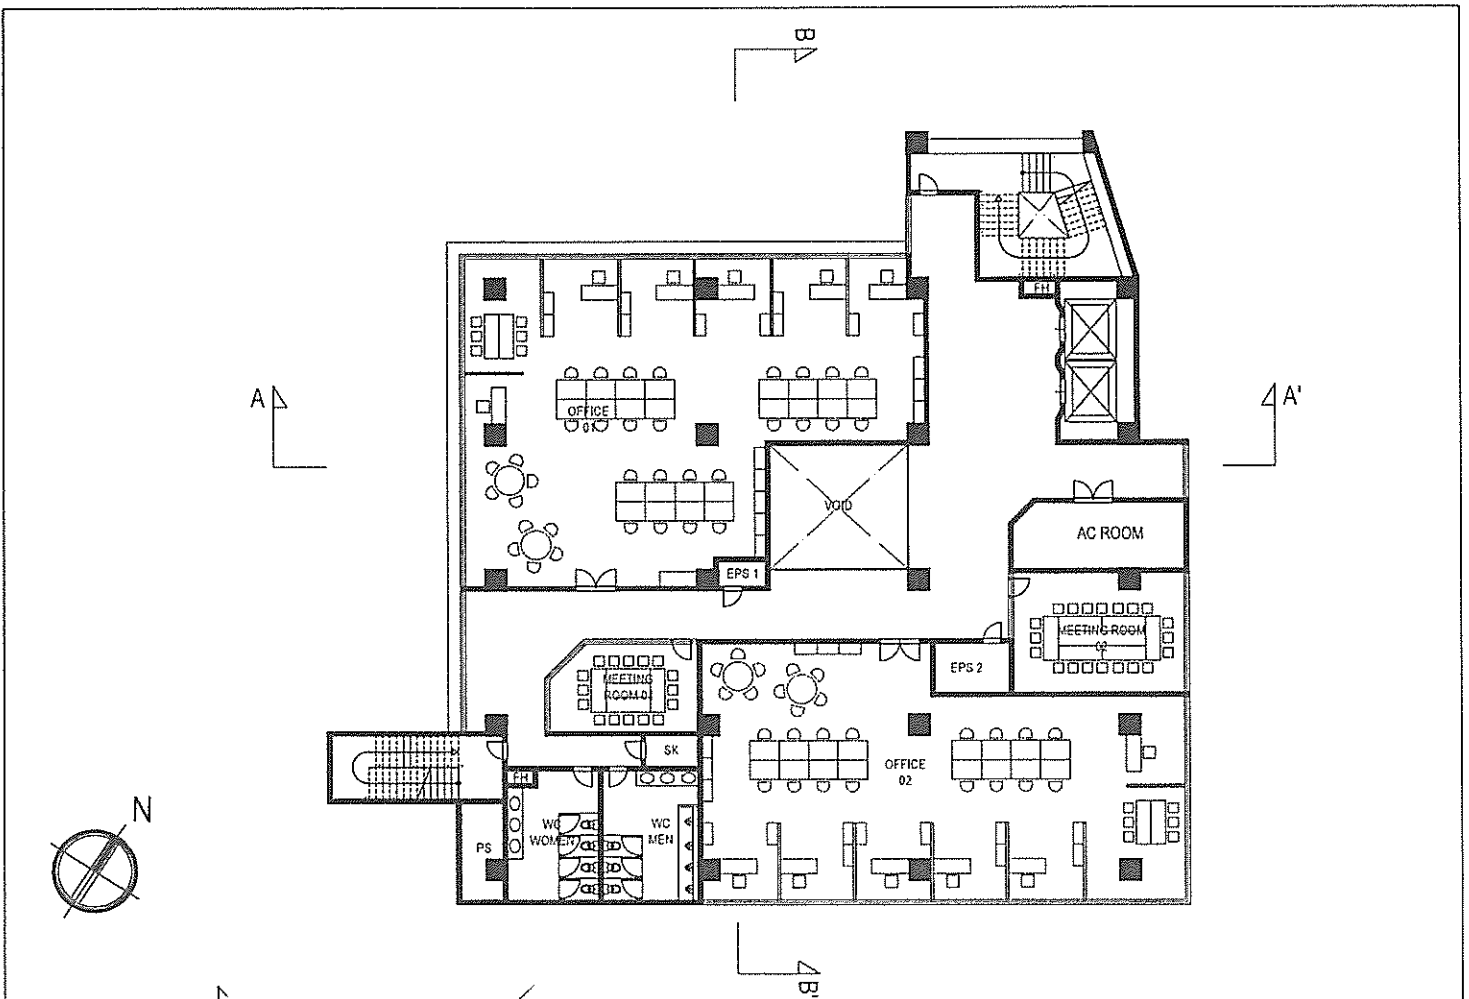 B
FH
A
A'
OFFICE
01
VOID
AC ROOM
EPS 1
MEETING ROOM
02
EPS 2
MEETING
ROOM 01
SK
OFFICE
02
FH
N
WC
WOMEN
WC
MEN
PS
B'